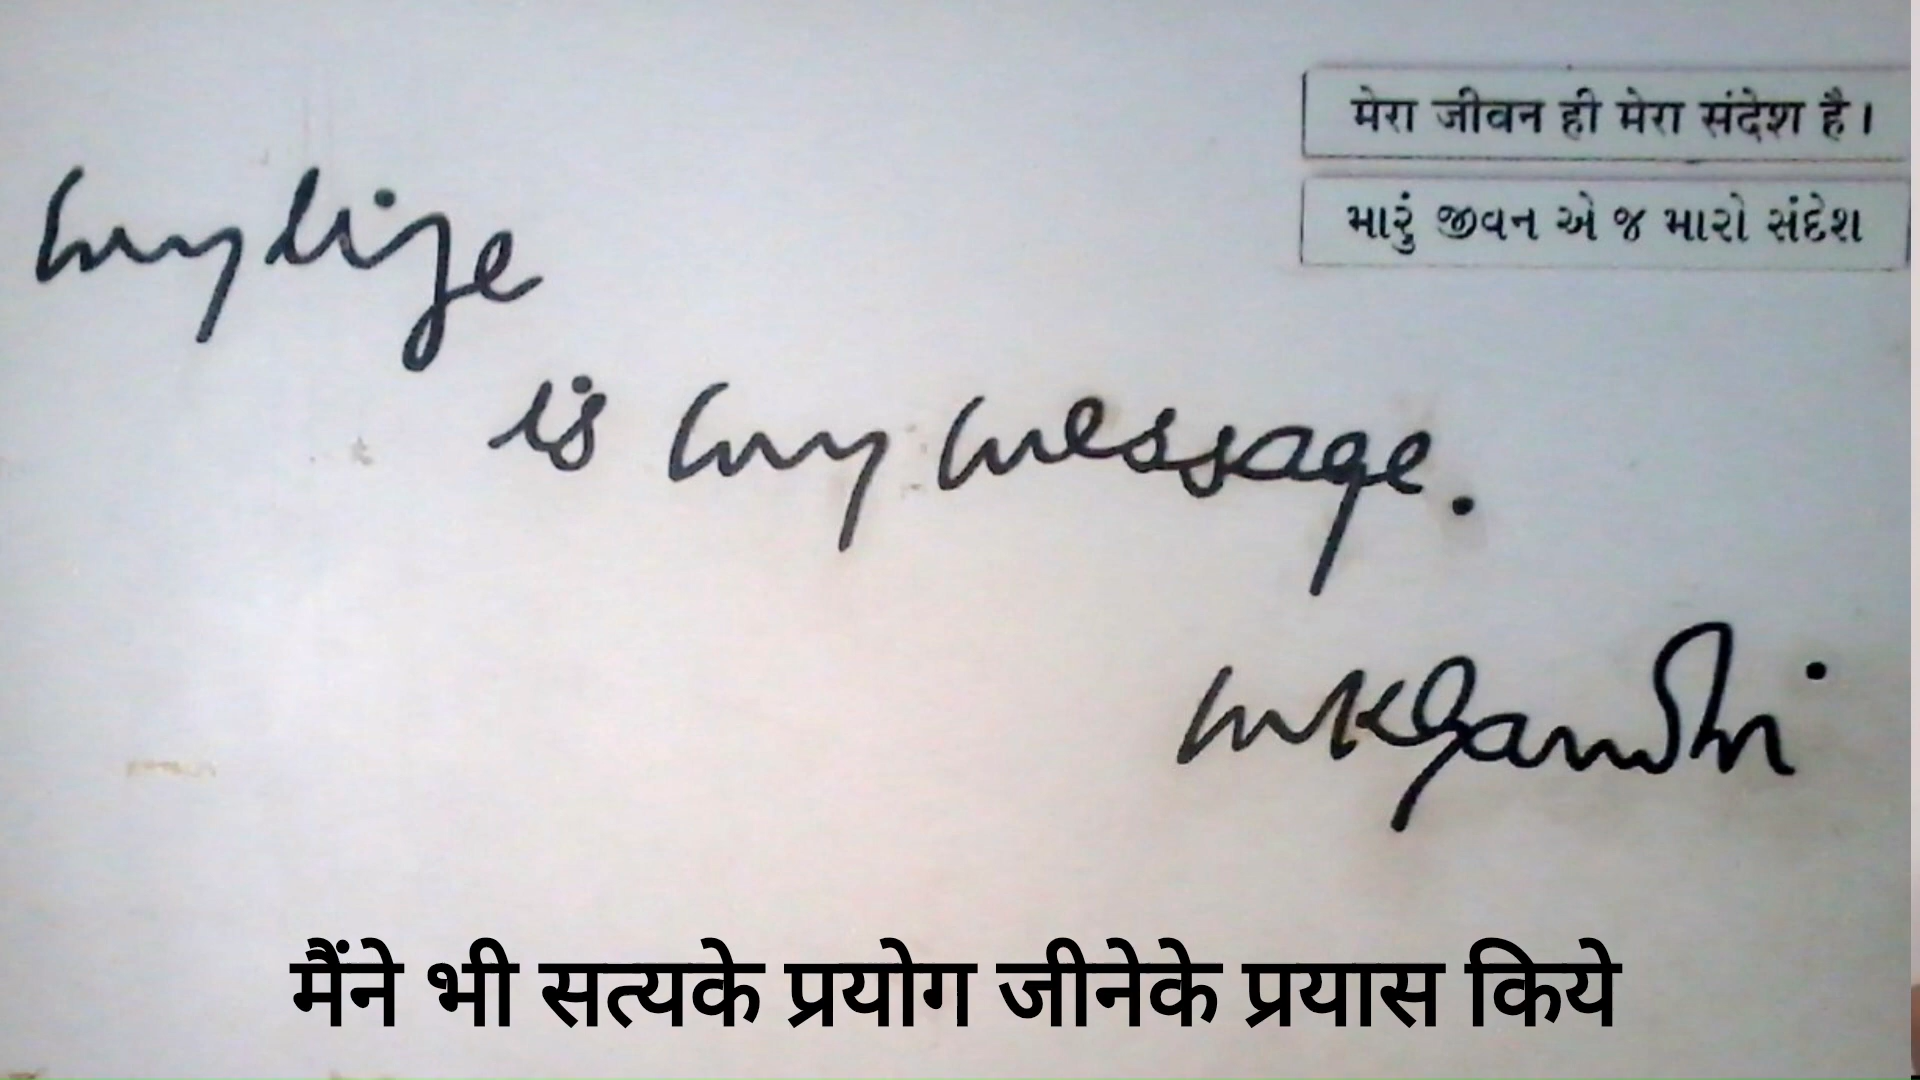 मेरा जीवन ही मेरा संदेश है।
મારું જીવન એ જ મારો સંદેશ
my life
is my message.
MKGandhi
मैंने भी सत्यके प्रयोग जीनेके प्रयास किये